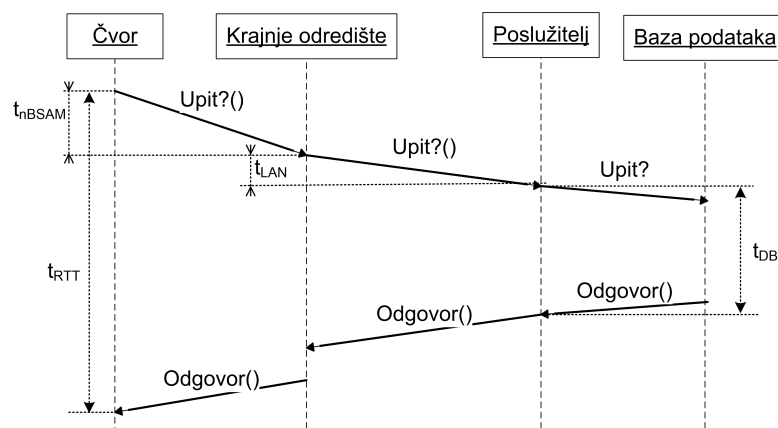 Čvor
Krajnje odredište
Poslužitelj
Baza podataka
tnBSAM
Upit?()
Upit?()
tLAN
Upit?
tDB
tRTT
Odgovor()
Odgovor()
Odgovor()